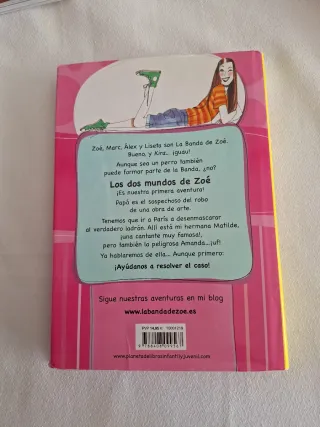 Zoé, Marc, Álex y Liseta son La Banda de Zoé.
Bueno, y Kira... ¡guau!
Aunque sea un perro también
puede formar parte de la Banda, ¿no?
Los dos mundos de Zoé
¡Es nuestra primera aventura!
Papá es el sospechoso del robo
de una obra de arte.
Tenemos que ir a París a desenmascarar
al verdadero ladrón. Allí está mi hermana Matilde,
¡una cantante muy famosa!,
pero también la peligrosa Amanda...¡uf!
Ya hablaremos de ella... Aunque primero:
¡Ayúdanos a resolver el caso!
Sigue nuestras aventuras en mi blog
www.labandadezoe.es
www.planetadelibrosinfantilyjuvenil.com